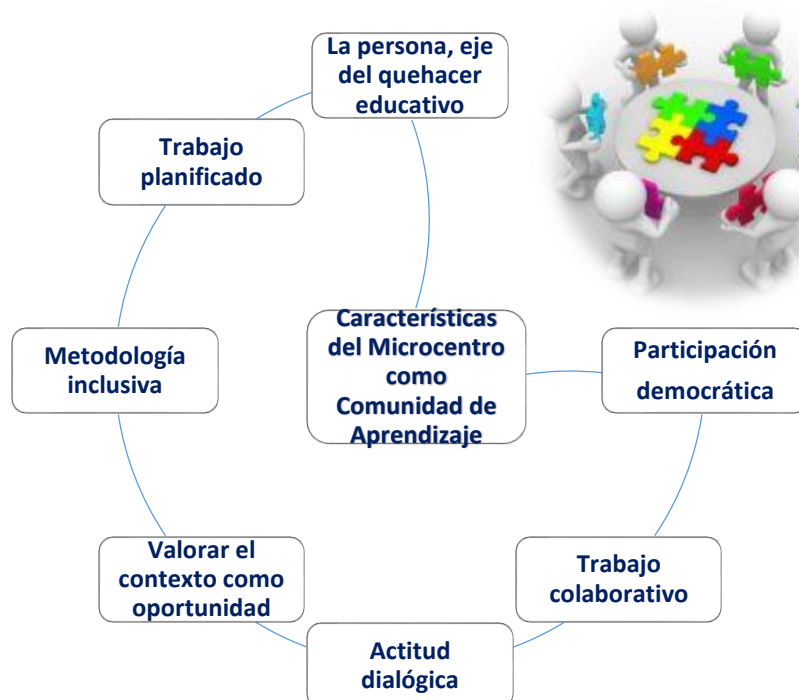 La persona, eje
del quehacer
educativo
Trabajo
planificado
Características
del Microcentro
como
Comunidad de
Aprendizaje
Participación
democrática
Metodología
inclusiva
Valorar el
contexto como
oportunidad
Trabajo
colaborativo
Actitud
dialógica